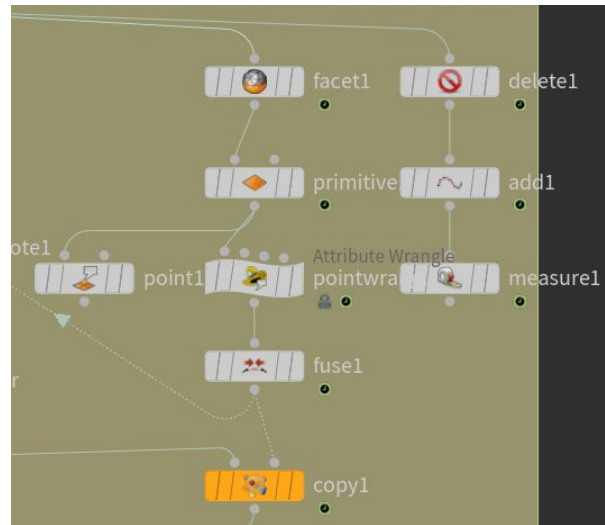 facet1
delete1
primitive
add1
ote1
point1
Attribute Wrangle
pointwra
measure1
fuse1
r
copy1